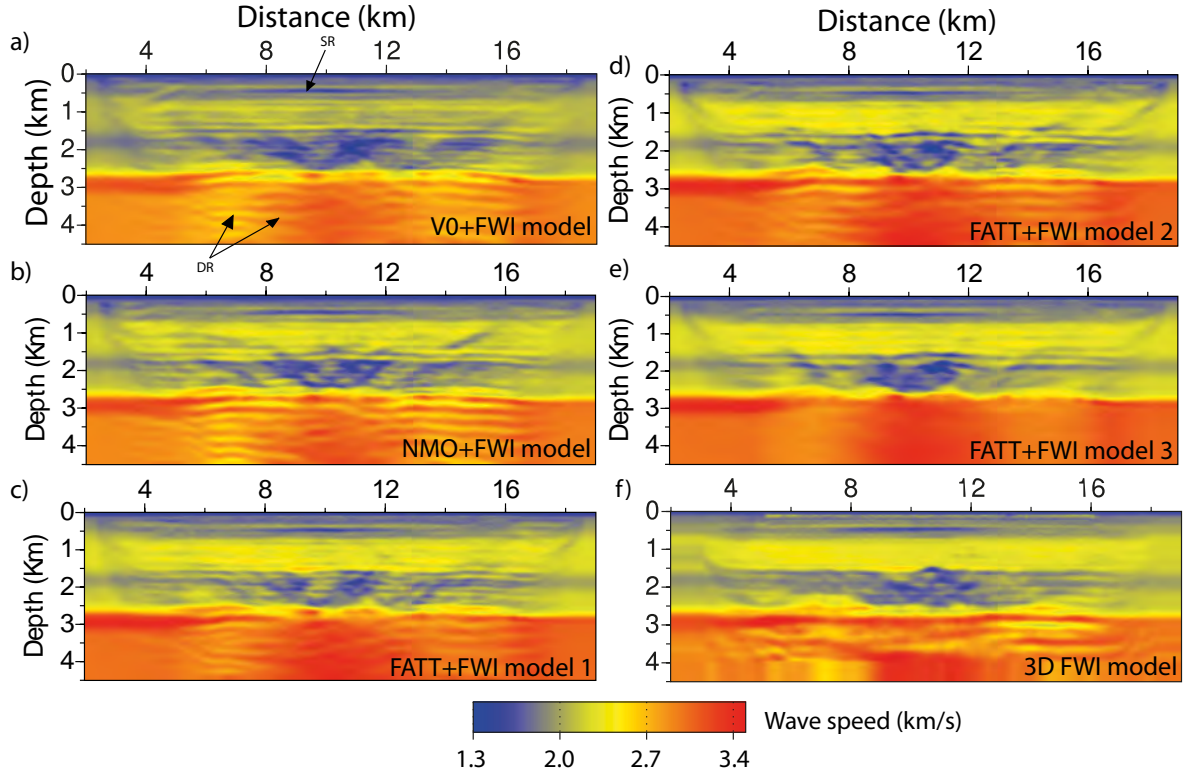 Distance (km)
a)
4 8 12 16
SR
0
1
2
3
4
Depth (km)
DR
V0+FWI model
b)
4 8 12 16
0
1
2
3
4
Depth (Km)
NMO+FWI model
c)
4 8 12 16
0
1
2
3
4
Depth (Km)
FATT+FWI model 1
Distance (km)
d)
4 8 12 16
0
1
2
3
4
Depth (Km)
FATT+FWI model 2
e)
4 8 12 16
0
1
2
3
4
Depth (Km)
FATT+FWI model 3
f)
4 8 12 16
0
1
2
3
4
Depth (Km)
3D FWI model
Wave speed (km/s)
1.3 2.0 2.7 3.4